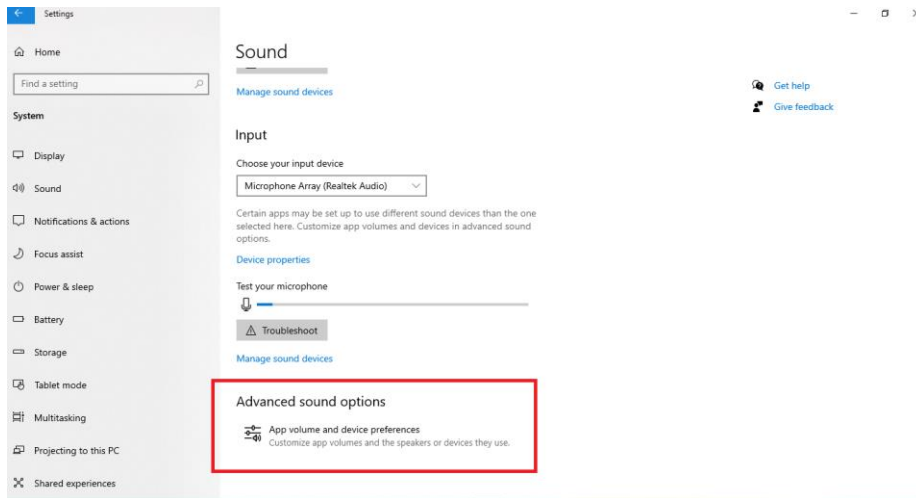 Settings
Home
Find a setting
System
Display
Sound
Notifications & actions
Focus assist
Power & sleep
Battery
Storage
Tablet mode
Multitasking
Projecting to this PC
Shared experiences
Sound
Manage sound devices
Input
Choose your input device
Microphone Array (Realtek Audio)
Certain apps may be set up to use different sound devices than the one
selected here. Customize app volumes and devices in advanced sound
options.
Device properties
Test your microphone
Troubleshoot
Manage sound devices
Advanced sound options
App volume and device preferences
Customize app volumes and the speakers or devices they use.
Get help
Give feedback